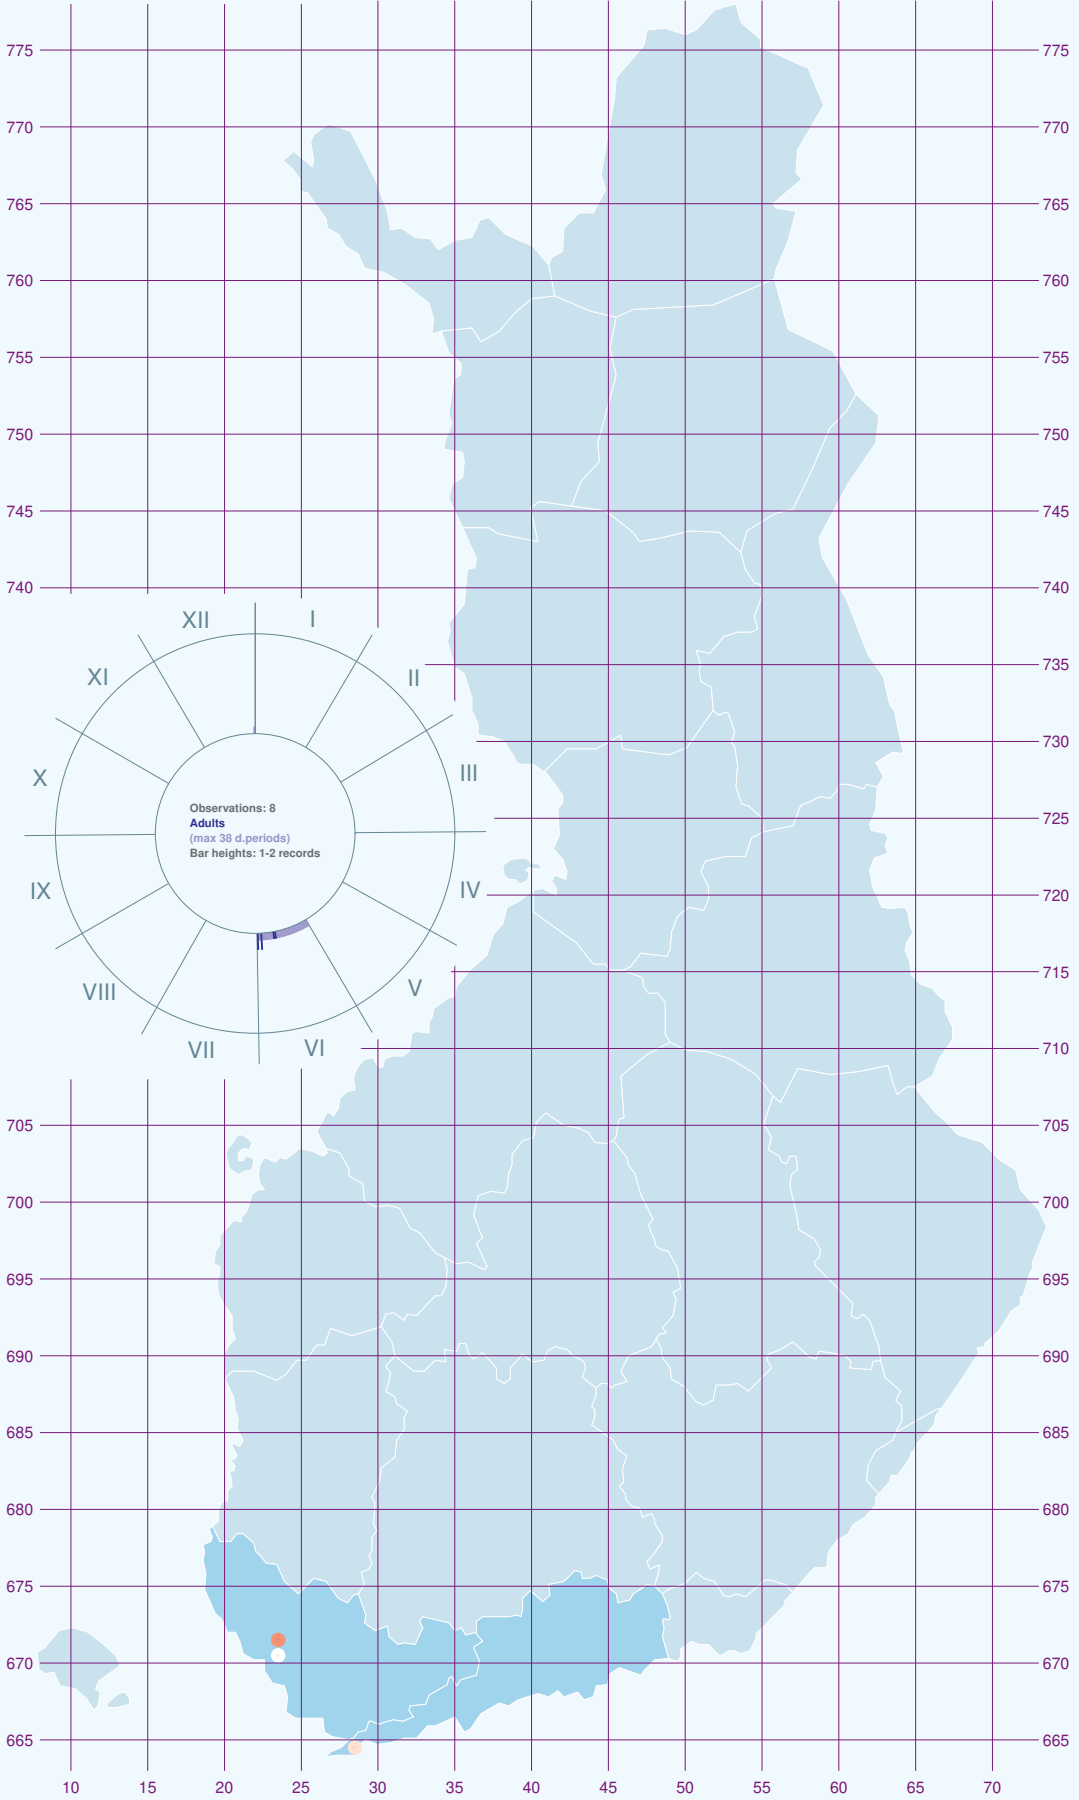 775 775
770 770
765 765
760 760
755 755
750 750
745 745
740 740
XII I
XI II
735
730
X III
Observations: 8
Adults
(max 38 d.periods)
Bar heights: 1-2 records
725
IX IV
720
VIII V
715
VII VI
710
705 705
700 700
695 695
690 690
685 685
680 680
675 675
670 670
665 665
10 15 20 25 30 35 40 45 50 55 60 65 70